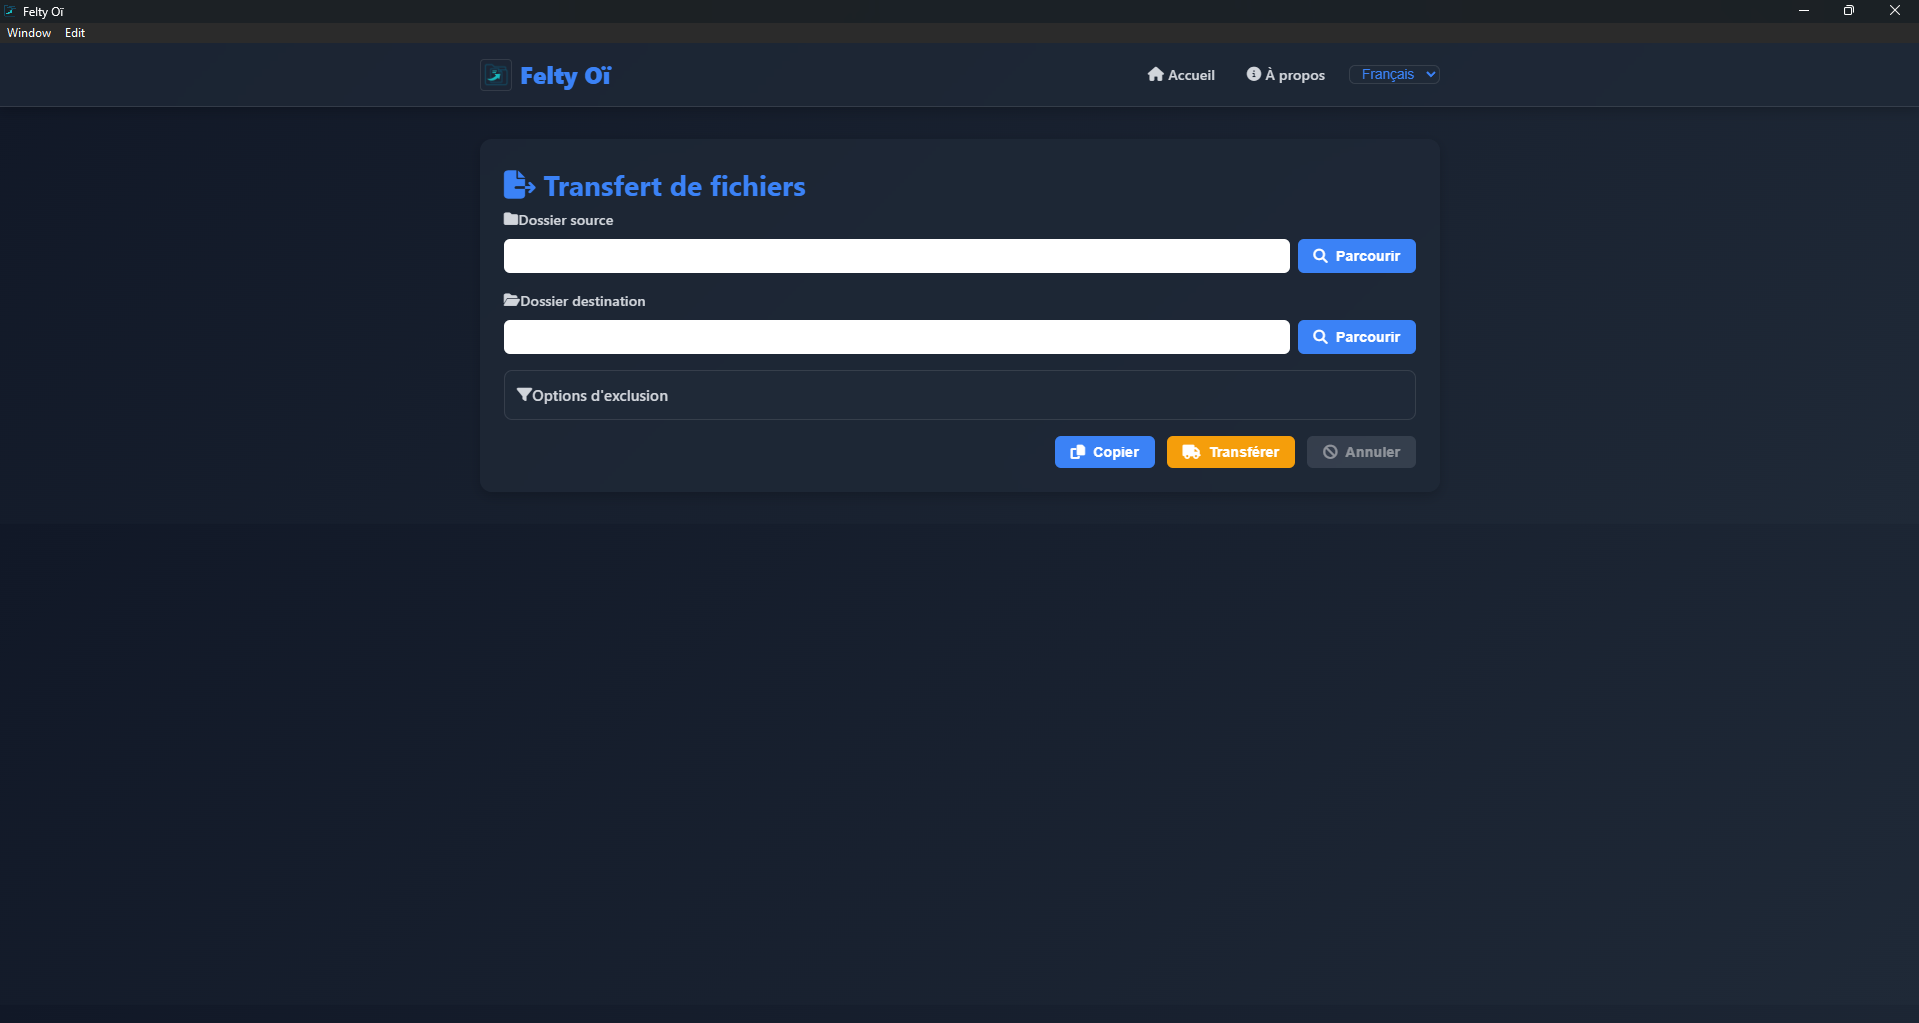 Felty Oï
Window Edit
Felty Oï
Accueil À propos Français
Transfert de fichiers
Dossier source
Parcourir
Dossier destination
Parcourir
Options d'exclusion
Copier Transférer Annuler